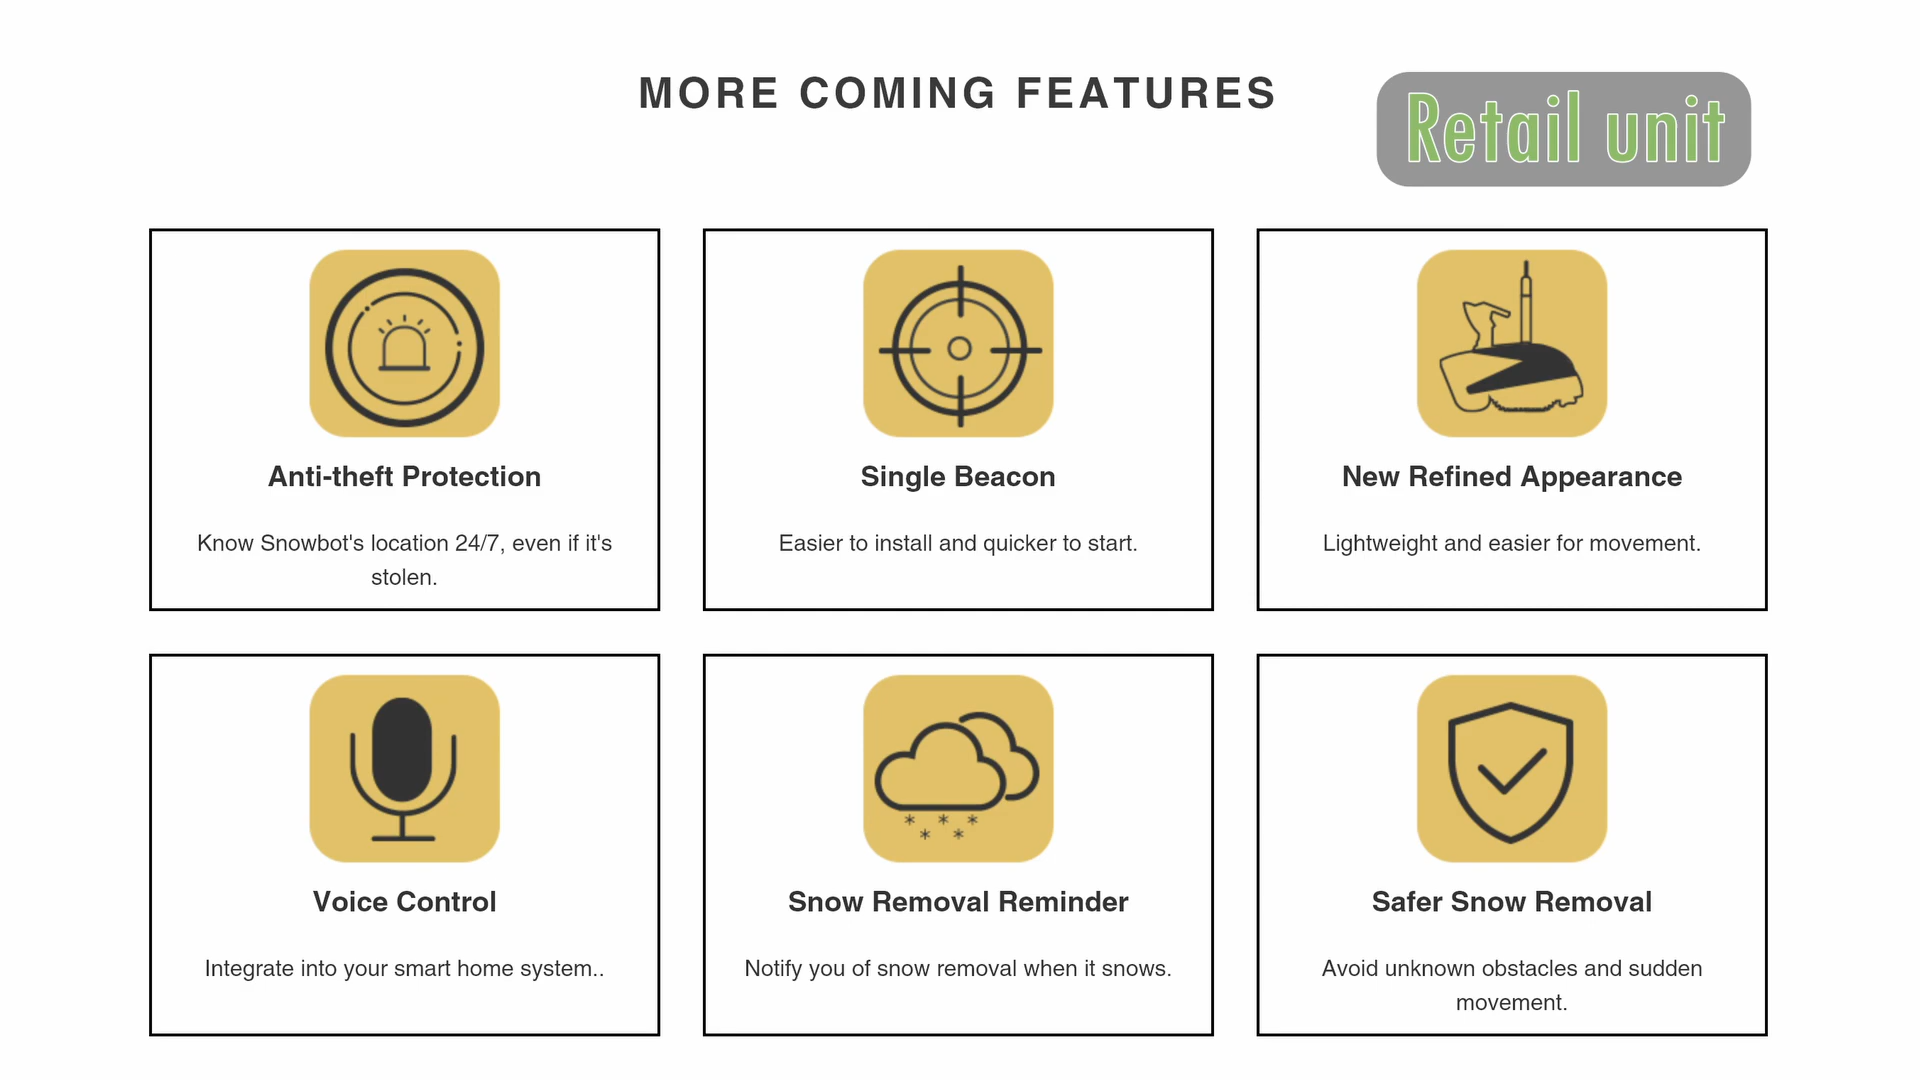 MORE COMING FEATURES
Retail unit
Anti-theft Protection
Know Snowbot's location 24/7, even if it's
stolen.
Single Beacon
Easier to install and quicker to start.
New Refined Appearance
Lightweight and easier for movement.
Voice Control
Integrate into your smart home system..
Snow Removal Reminder
Notify you of snow removal when it snows.
Safer Snow Removal
Avoid unknown obstacles and sudden
movement.